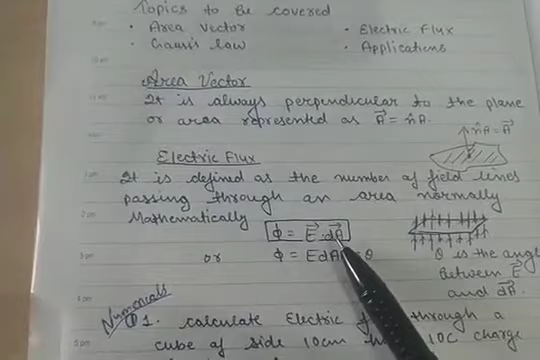 Topics to be covered
• Area Vector
• Electric Flux
• Gauss's law
• Applications
Area Vector
It is always perpendicular to the plane
or area represented as A⃗ = n̂A.
n̂A = A⃗
Electric Flux
It is defined as the number of field lines
passing through an area normally
Mathematically
ϕ = E⃗ · dA⃗
or ϕ = EdA θ
θ is the angle
between E⃗
and dA⃗.
Numericals
Q1. Calculate Electric through a
cube of side 10cm 10C charge